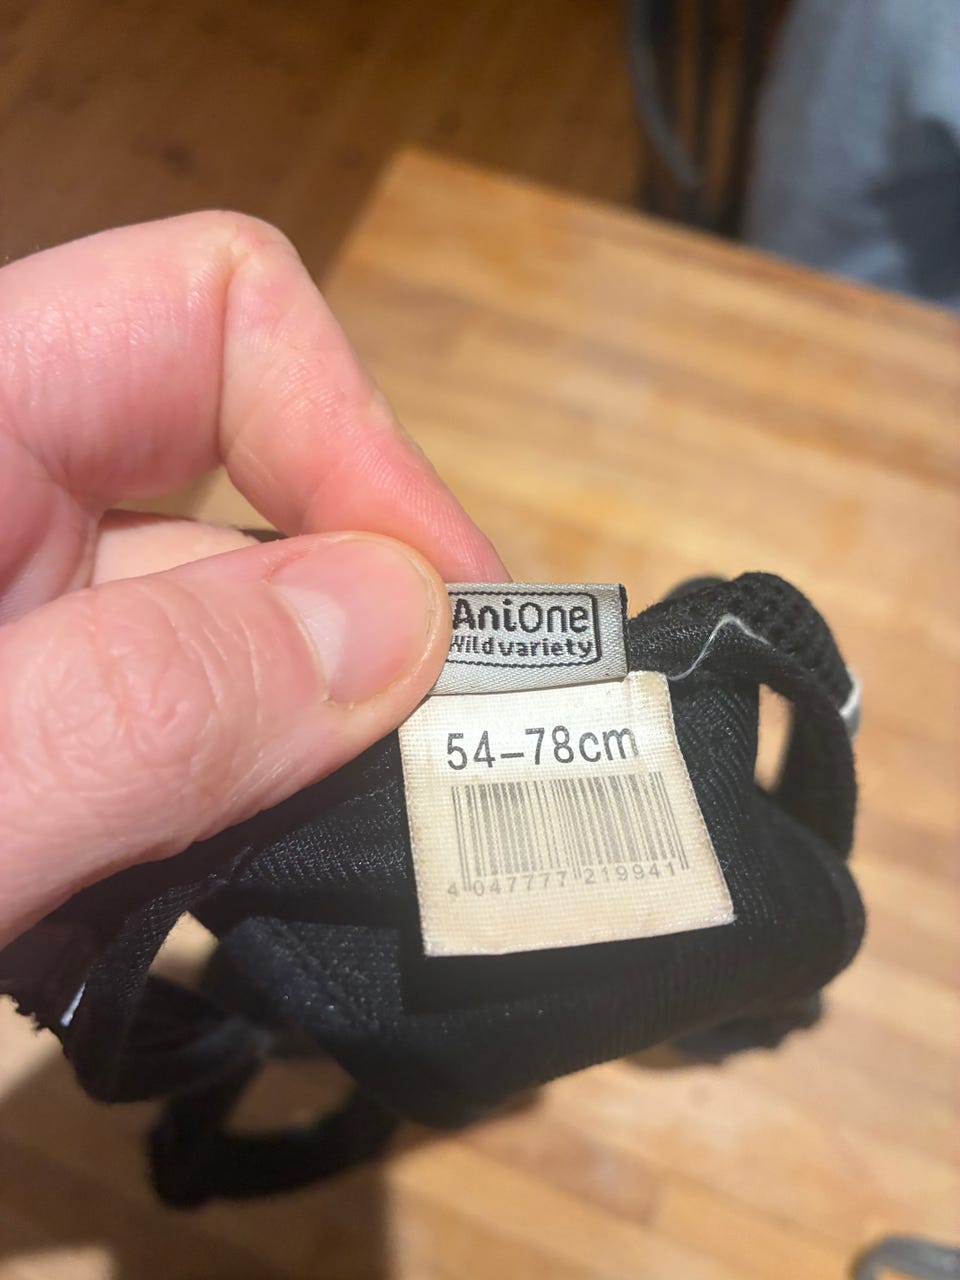 AniOne
Wild variety
54-78cm
4 047777 219941